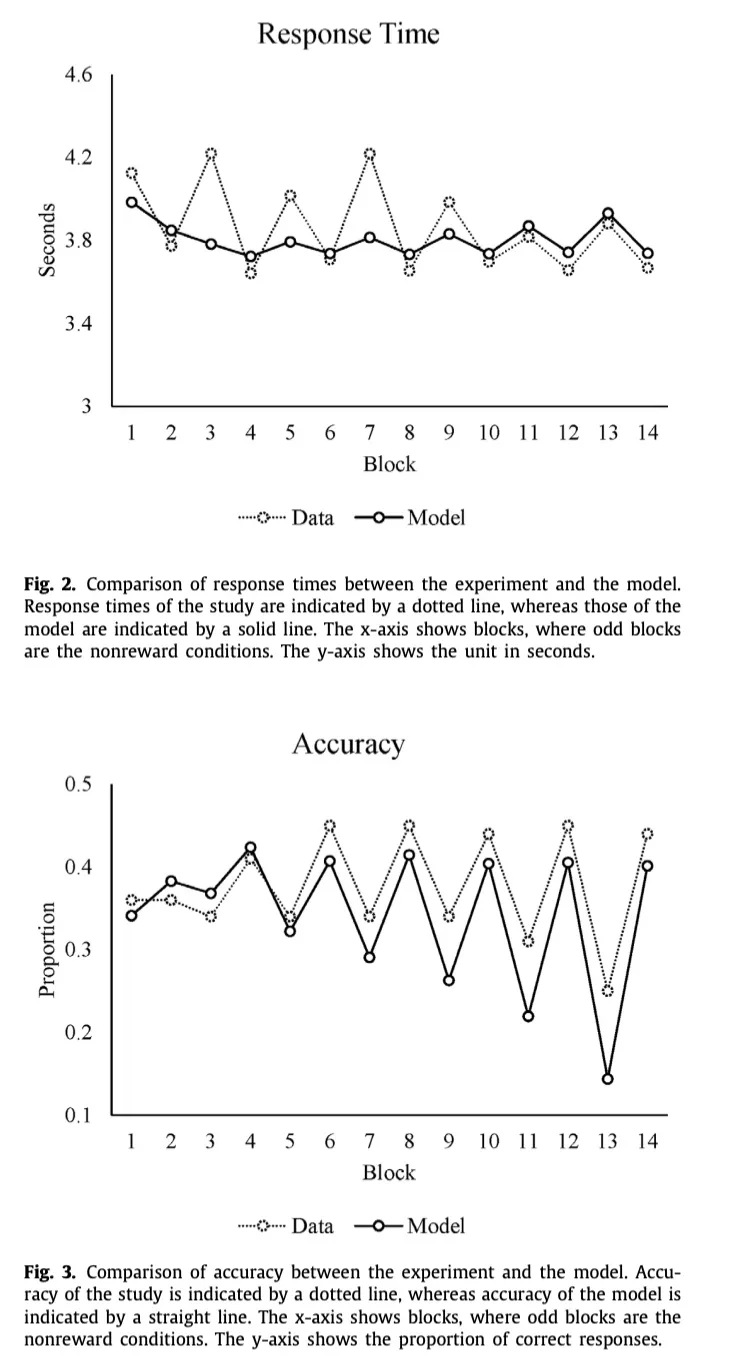 Response Time
4.6
4.2
3.8
3.4
3
Seconds
1 2 3 4 5 6 7 8 9 10 11 12 13 14
Block
Data Model
Fig. 2. Comparison of response times between the experiment and the model.
Response times of the study are indicated by a dotted line, whereas those of the
model are indicated by a solid line. The x-axis shows blocks, where odd blocks
are the nonreward conditions. The y-axis shows the unit in seconds.
Accuracy
0.5
0.4
0.3
0.2
0.1
Proportion
1 2 3 4 5 6 7 8 9 10 11 12 13 14
Block
Data Model
Fig. 3. Comparison of accuracy between the experiment and the model. Accu-
racy of the study is indicated by a dotted line, whereas accuracy of the model is
indicated by a straight line. The x-axis shows blocks, where odd blocks are the
nonreward conditions. The y-axis shows the proportion of correct responses.